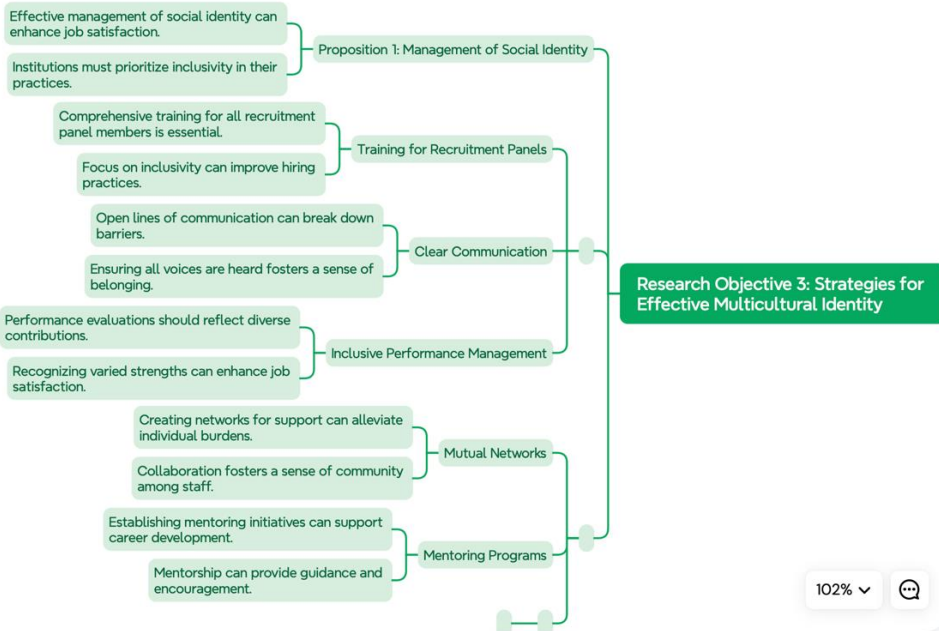 Effective management of social identity can
enhance job satisfaction.
Institutions must prioritize inclusivity in their
practices.
Proposition 1: Management of Social Identity
Comprehensive training for all recruitment
panel members is essential.
Focus on inclusivity can improve hiring
practices.
Training for Recruitment Panels
Open lines of communication can break down
barriers.
Ensuring all voices are heard fosters a sense of
belonging.
Clear Communication
Performance evaluations should reflect diverse
contributions.
Recognizing varied strengths can enhance job
satisfaction.
Inclusive Performance Management
Creating networks for support can alleviate
individual burdens.
Collaboration fosters a sense of community
among staff.
Mutual Networks
Establishing mentoring initiatives can support
career development.
Mentorship can provide guidance and
encouragement.
Mentoring Programs
Research Objective 3: Strategies for
Effective Multicultural Identity
102%